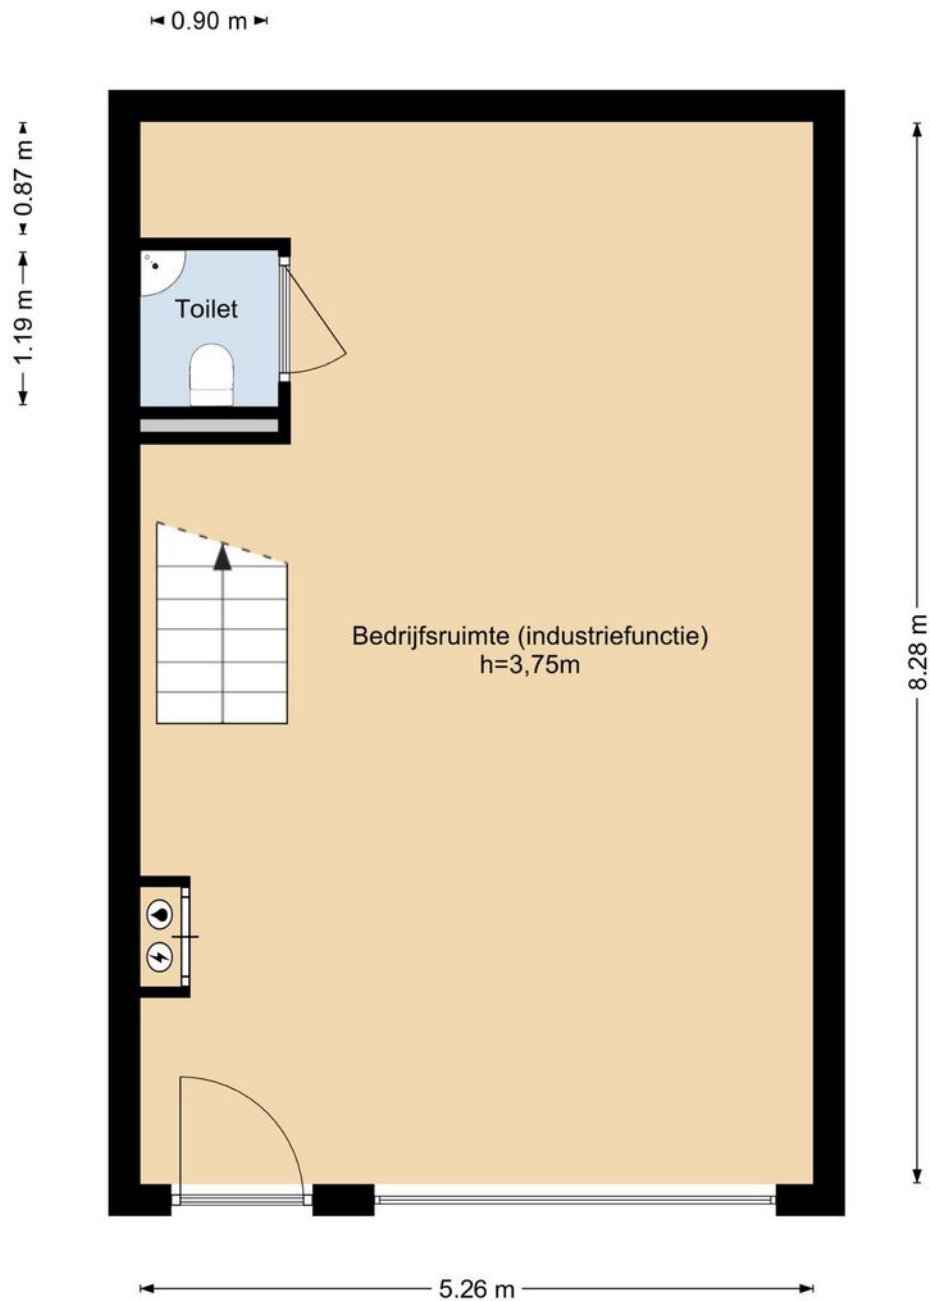 0.90 m
0.87 m
1.19 m
Toilet
Bedrijfsruimte (industriefunctie)
h=3,75m
8.28 m
5.26 m